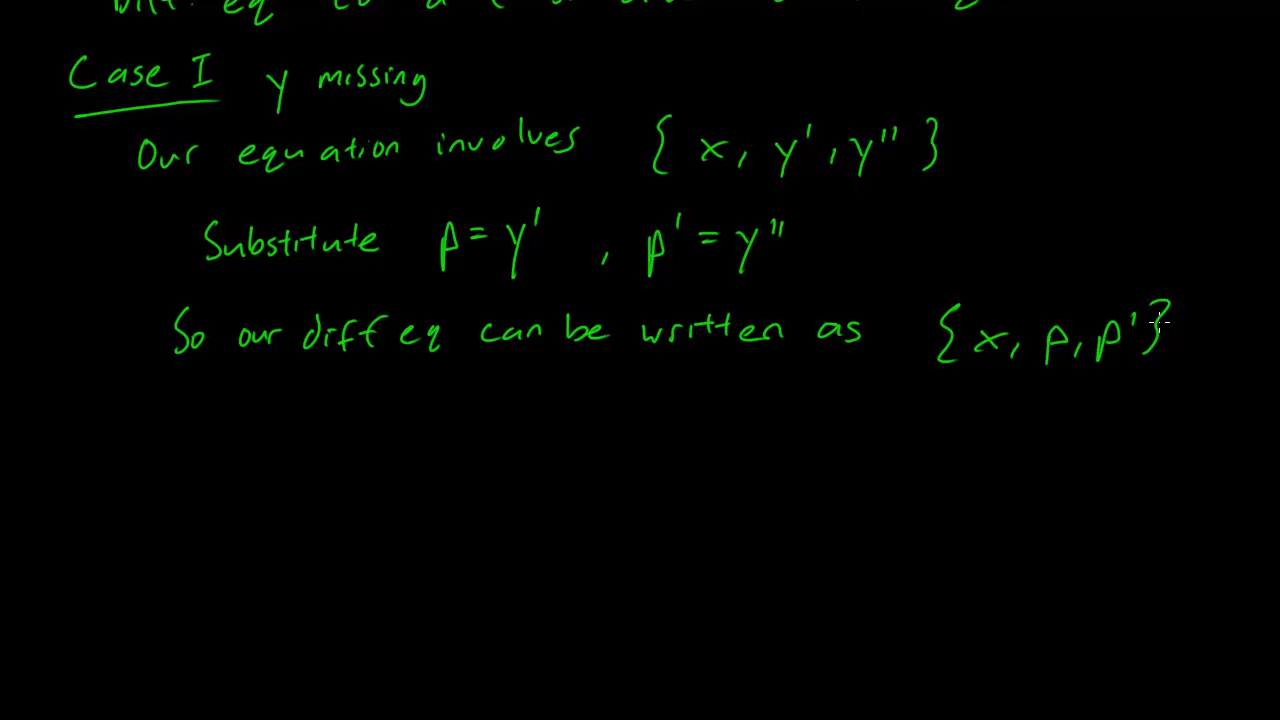 Case I y missing
Our equation involves { x, y', y'' }
Substitute p = y' , p' = y''
So our diff eq can be written as { x, p, p' }